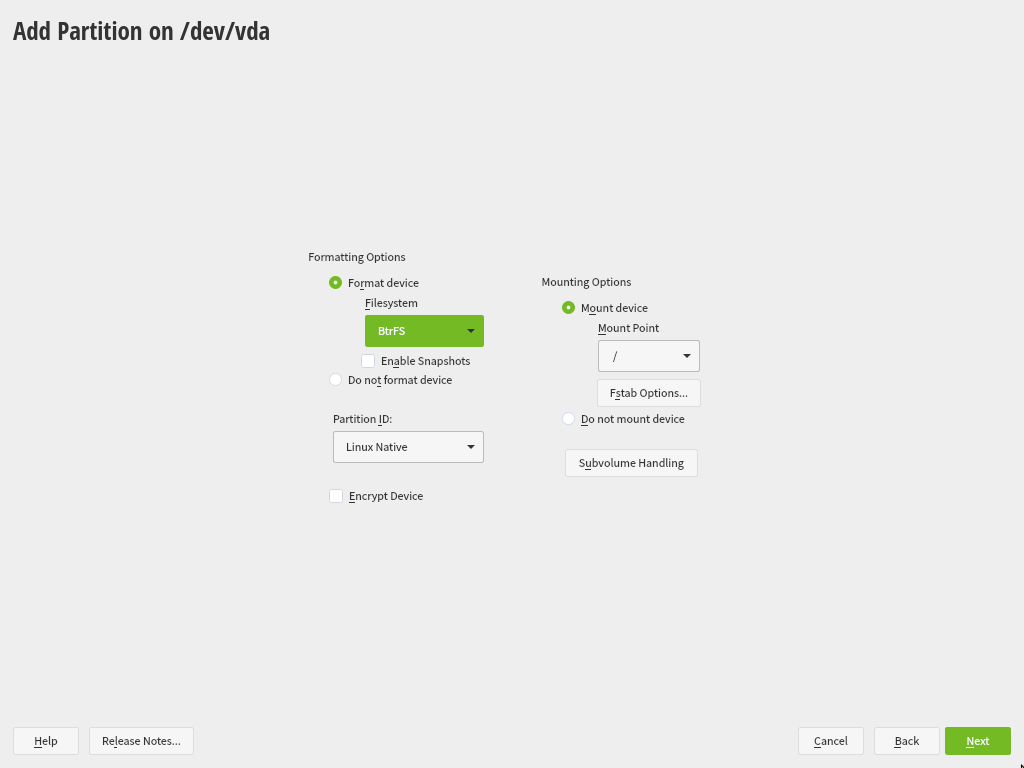 Add Partition on /dev/vda
Formatting Options
Format device
Filesystem
BtrFS
Enable Snapshots
Do not format device
Partition ID:
Linux Native
Encrypt Device
Mounting Options
Mount device
Mount Point
/
Fstab Options...
Do not mount device
Subvolume Handling
Help
Release Notes...
Cancel
Back
Next